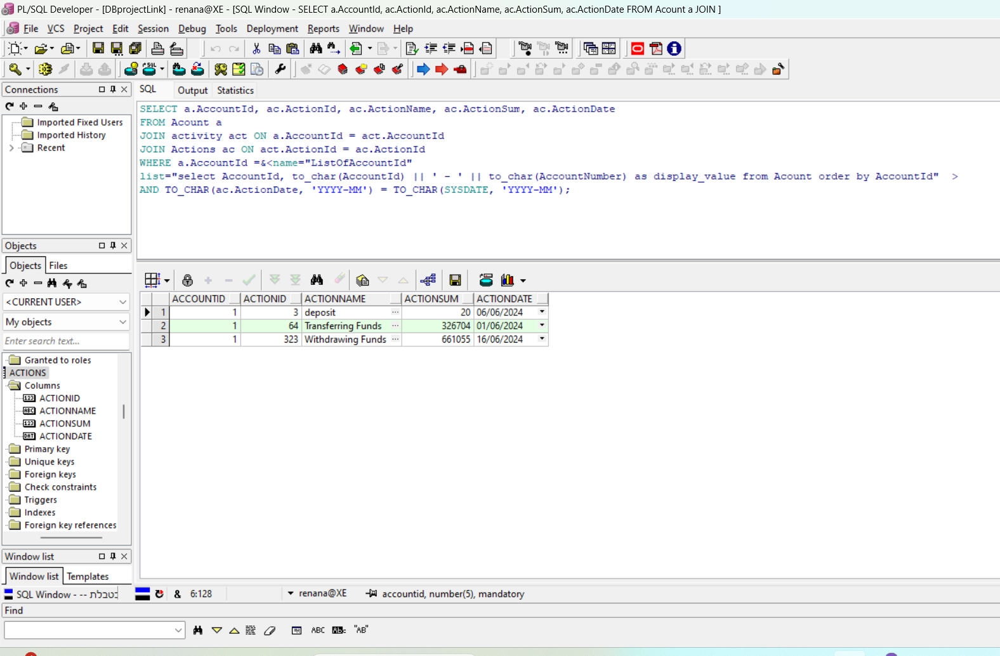 PL/SQL Developer - [DBprojectLink] - renana@XE - [SQL Window - SELECT a.AccountId, ac.ActionId, ac.ActionName, ac.ActionSum, ac.ActionDate FROM Acount a JOIN ]
File VCS Project Edit Session Debug Tools Deployment Reports Window Help
Connections
Imported Fixed Users
Imported History
Recent
SQL Output Statistics
SELECT a.AccountId, ac.ActionId, ac.ActionName, ac.ActionSum, ac.ActionDate
FROM Acount a
JOIN activity act ON a.AccountId = act.AccountId
JOIN Actions ac ON act.ActionId = ac.ActionId
WHERE a.AccountId =&<name="ListOfAccountId"
list="select AccountId, to_char(AccountId) || ' - ' || to_char(AccountNumber) as display_value from Acount order by AccountId" >
AND TO_CHAR(ac.ActionDate, 'YYYY-MM') = TO_CHAR(SYSDATE, 'YYYY-MM');
Objects
Objects Files
<CURRENT USER>
My objects
Enter search text...
Granted to roles
ACTIONS
Columns
123 ACTIONID
ABC ACTIONNAME
123 ACTIONSUM
DAT ACTIONDATE
Primary key
Unique keys
Foreign keys
Check constraints
Triggers
Indexes
Foreign key references
ACCOUNTID ACTIONID ACTIONNAME ACTIONSUM ACTIONDATE
1 1 3 deposit ... 20 06/06/2024
2 1 64 Transferring Funds ... 326704 01/06/2024
3 1 323 Withdrawing Funds ... 661055 16/06/2024
Window list
Window list Templates
SQL Window - -- בטבלת
& 6:128 renana@XE accountid, number(5), mandatory
Find
ABC "AB"